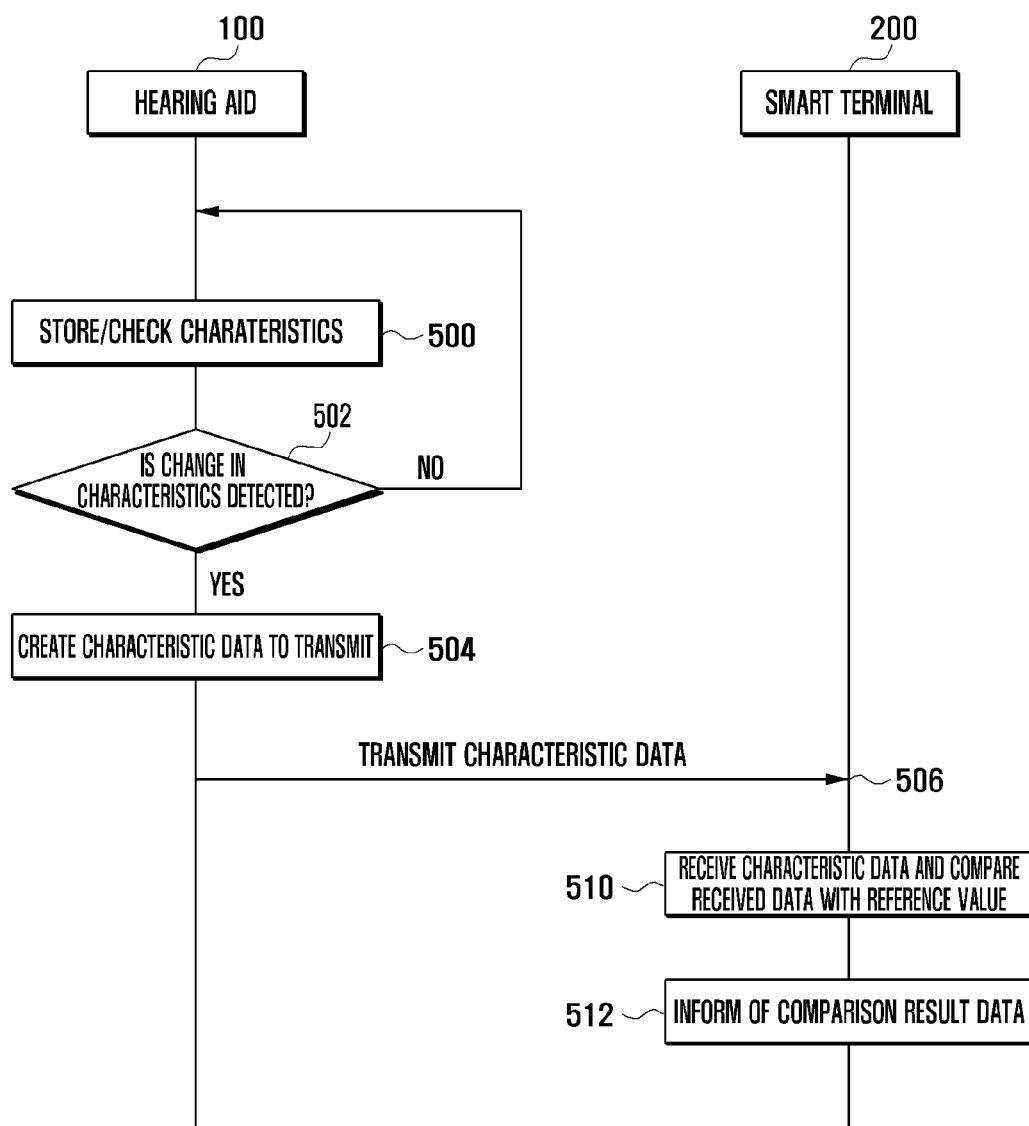 100
200
HEARING AID
SMART TERMINAL
STORE/CHECK CHARATERISTICS
500
502
IS CHANGE IN
CHARACTERISTICS DETECTED?
NO
YES
CREATE CHARACTERISTIC DATA TO TRANSMIT
504
TRANSMIT CHARACTERISTIC DATA
506
RECEIVE CHARACTERISTIC DATA AND COMPARE
RECEIVED DATA WITH REFERENCE VALUE
510
INFORM OF COMPARISON RESULT DATA
512